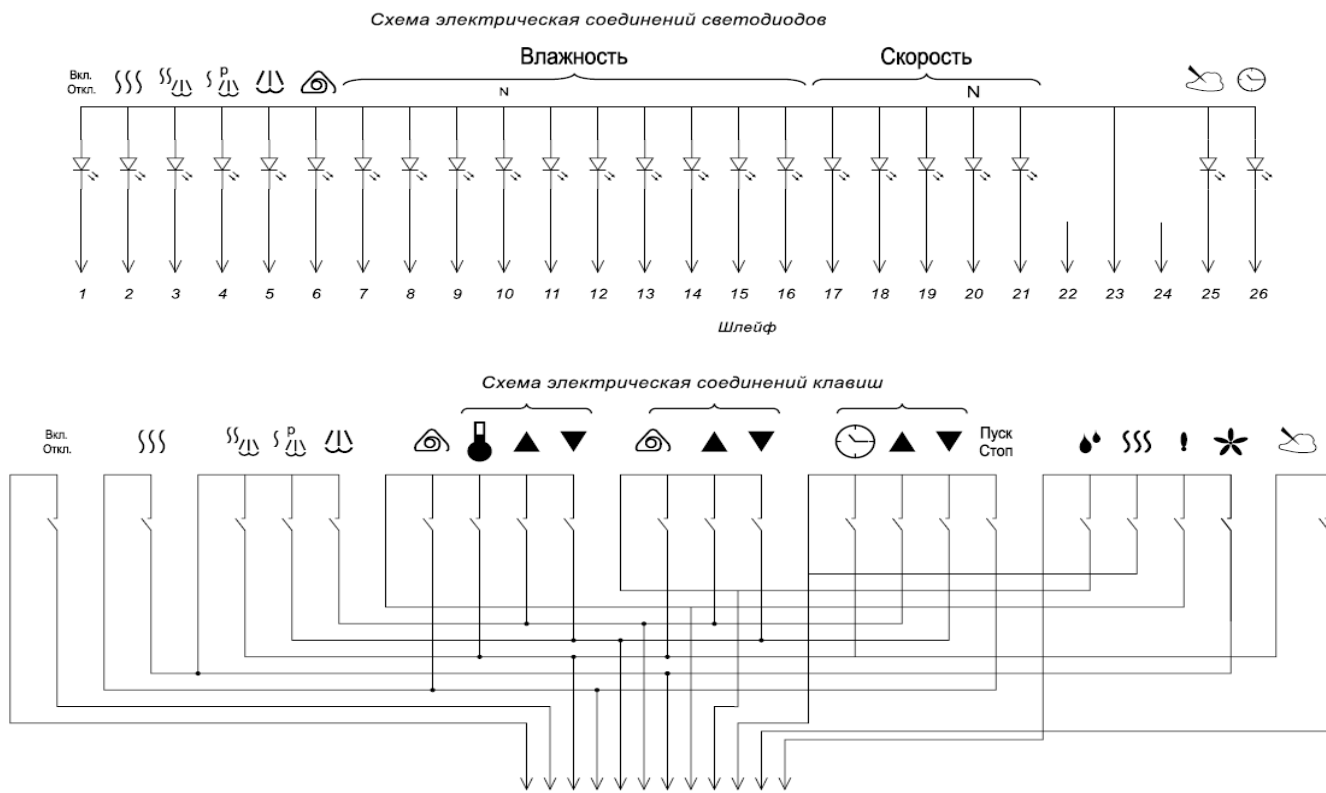 Схема электрическая соединений светодиодов
Влажность Скорость
Вкл.
Откл.
р
N N
1 2 3 4 5 6 7 8 9 10 11 12 13 14 15 16 17 18 19 20 21 22 23 24 25 26
Шлейф
Схема электрическая соединений клавиш
Вкл.
Откл.
р
Пуск
Стоп